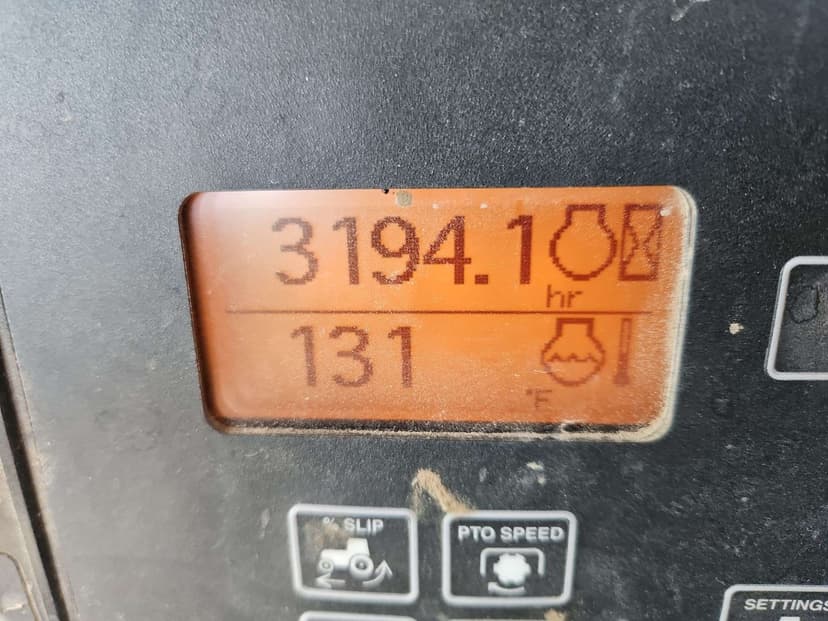 3194.1
hr
131
°F
% SLIP
PTO SPEED
SETTINGS